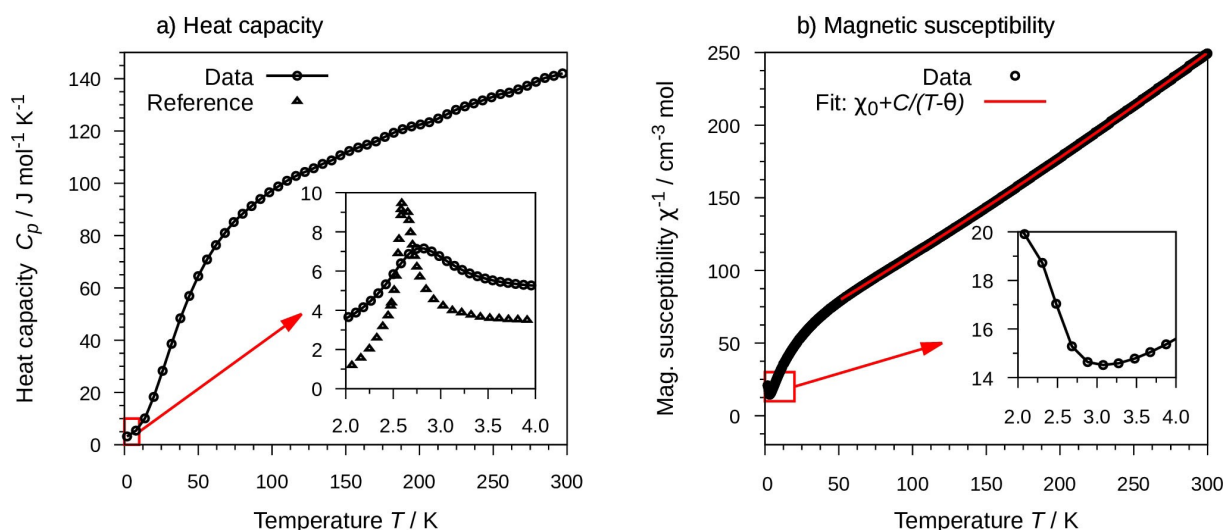 a) Heat capacity
Heat capacity Cp / J mol-1 K-1
140
120
100
80
60
40
20
0
Data
Reference
10
8
6
4
2
0
2.0 2.5 3.0 3.5 4.0
0 50 100 150 200 250 300
Temperature T / K
b) Magnetic susceptibility
Mag. susceptibility χ-1 / cm-3 mol
250
200
150
100
50
0
Data
Fit: χ0+C/(T-θ)
20
18
16
14
2.0 2.5 3.0 3.5 4.0
0 50 100 150 200 250 300
Temperature T / K